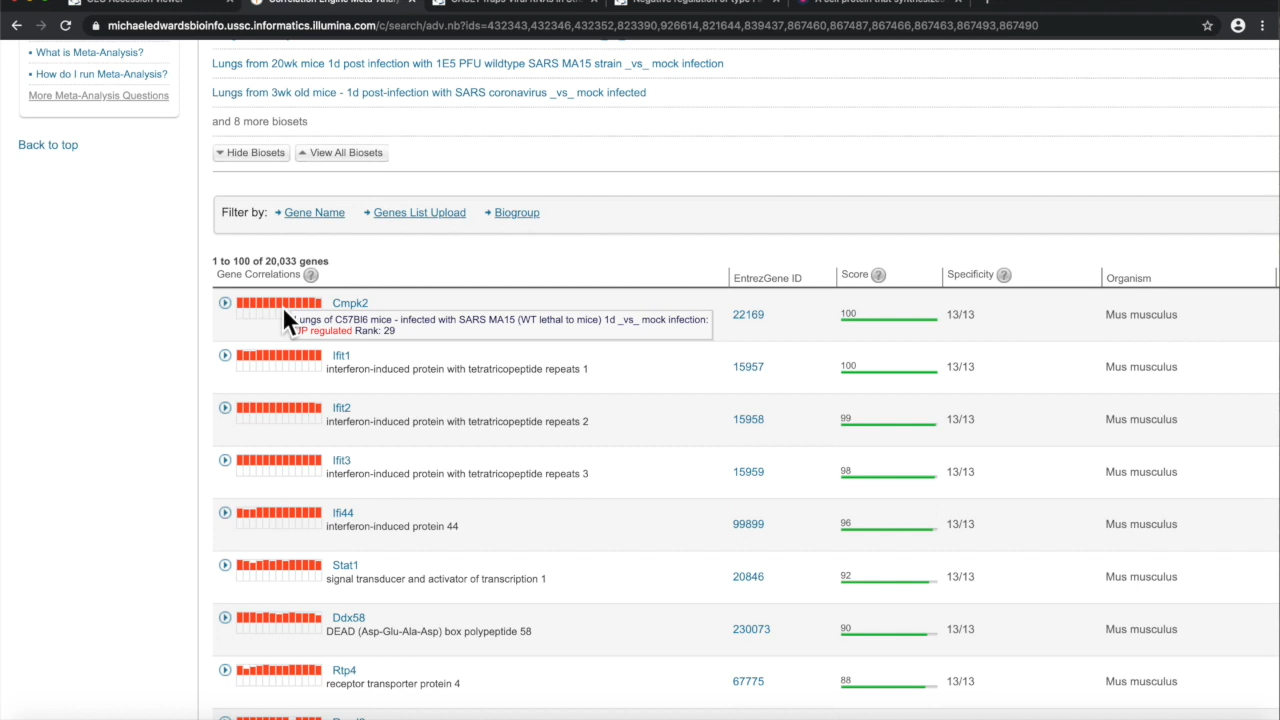 michaeledwardsbioinfo.ussc.informatics.illumina.com/c/search/adv.nb?ids=432343,432346,432352,823390,926614,821644,839437,867460,867487,867466,867463,867493,867490
• What is Meta-Analysis?
• How do I run Meta-Analysis?
More Meta-Analysis Questions
Back to top
Lungs from 20wk mice 1d post infection with 1E5 PFU wildtype SARS MA15 strain _vs_ mock infection
Lungs from 3wk old mice - 1d post-infection with SARS coronavirus _vs_ mock infected
and 8 more biosets
Hide Biosets View All Biosets
Filter by: Gene Name Genes List Upload Biogroup
1 to 100 of 20,033 genes
Gene Correlations ? EntrezGene ID Score ? Specificity ? Organism
Cmpk2 22169 100 13/13 Mus musculus
Lungs of C57Bl6 mice - infected with SARS MA15 (WT lethal to mice) 1d _vs_ mock infection:
UP regulated Rank: 29
Ifit1 15957 100 13/13 Mus musculus
interferon-induced protein with tetratricopeptide repeats 1
Ifit2 15958 99 13/13 Mus musculus
interferon-induced protein with tetratricopeptide repeats 2
Ifit3 15959 98 13/13 Mus musculus
interferon-induced protein with tetratricopeptide repeats 3
Ifi44 99899 96 13/13 Mus musculus
interferon-induced protein 44
Stat1 20846 92 13/13 Mus musculus
signal transducer and activator of transcription 1
Ddx58 230073 90 13/13 Mus musculus
DEAD (Asp-Glu-Ala-Asp) box polypeptide 58
Rtp4 67775 88 13/13 Mus musculus
receptor transporter protein 4